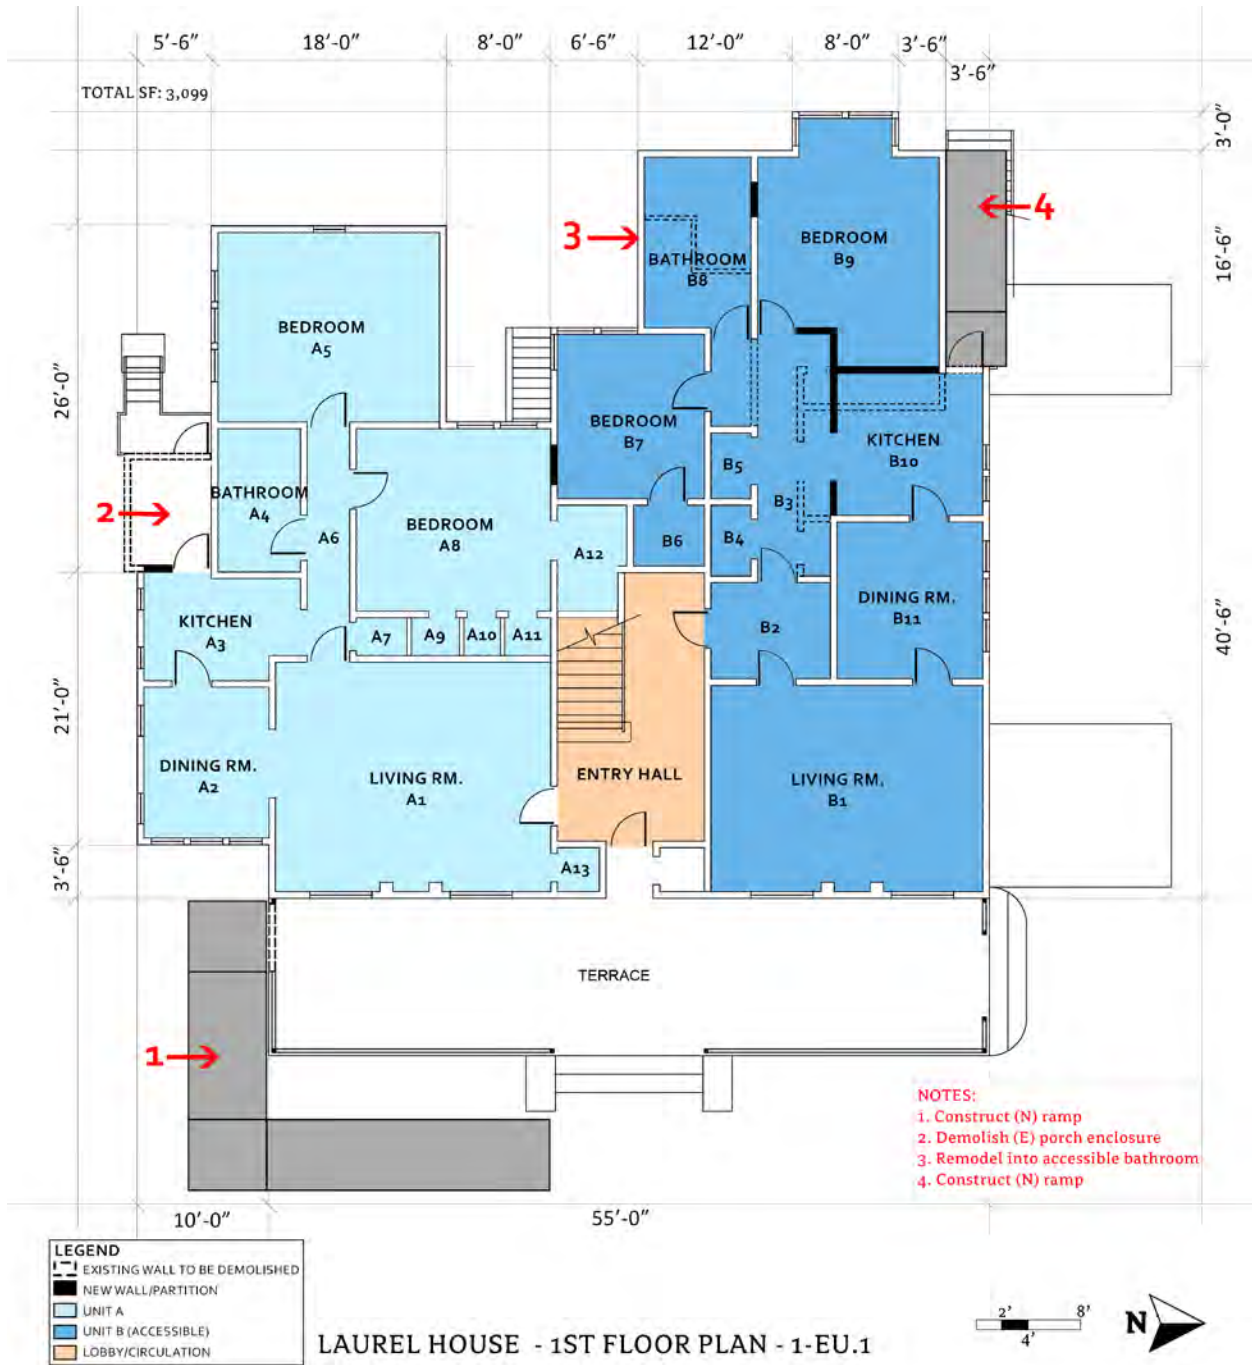 5'-6" 18'-0" 8'-0" 6'-6" 12'-0" 8'-0" 3'-6"
3'-6"
TOTAL SF: 3,099
3'-0"
16'-6"
40'-6"
26'-0"
21'-0"
3'-6"
3
4
BEDROOM
B9
BATHROOM
B8
BEDROOM
A5
BEDROOM
B7
KITCHEN
B10
B5
B3
B4
B6
2
BATHROOM
A4
A6
BEDROOM
A8
A12
KITCHEN
A3
A7
A9
A10
A11
B2
DINING RM.
B11
DINING RM.
A2
LIVING RM.
A1
ENTRY HALL
LIVING RM.
B1
A13
TERRACE
1
NOTES:
1. Construct (N) ramp
2. Demolish (E) porch enclosure
3. Remodel into accessible bathroom
4. Construct (N) ramp
10'-0"
55'-0"
LEGEND
EXISTING WALL TO BE DEMOLISHED
NEW WALL/PARTITION
UNIT A
UNIT B (ACCESSIBLE)
LOBBY/CIRCULATION
LAUREL HOUSE - 1ST FLOOR PLAN - 1-EU.1
2' 8'
4'
N